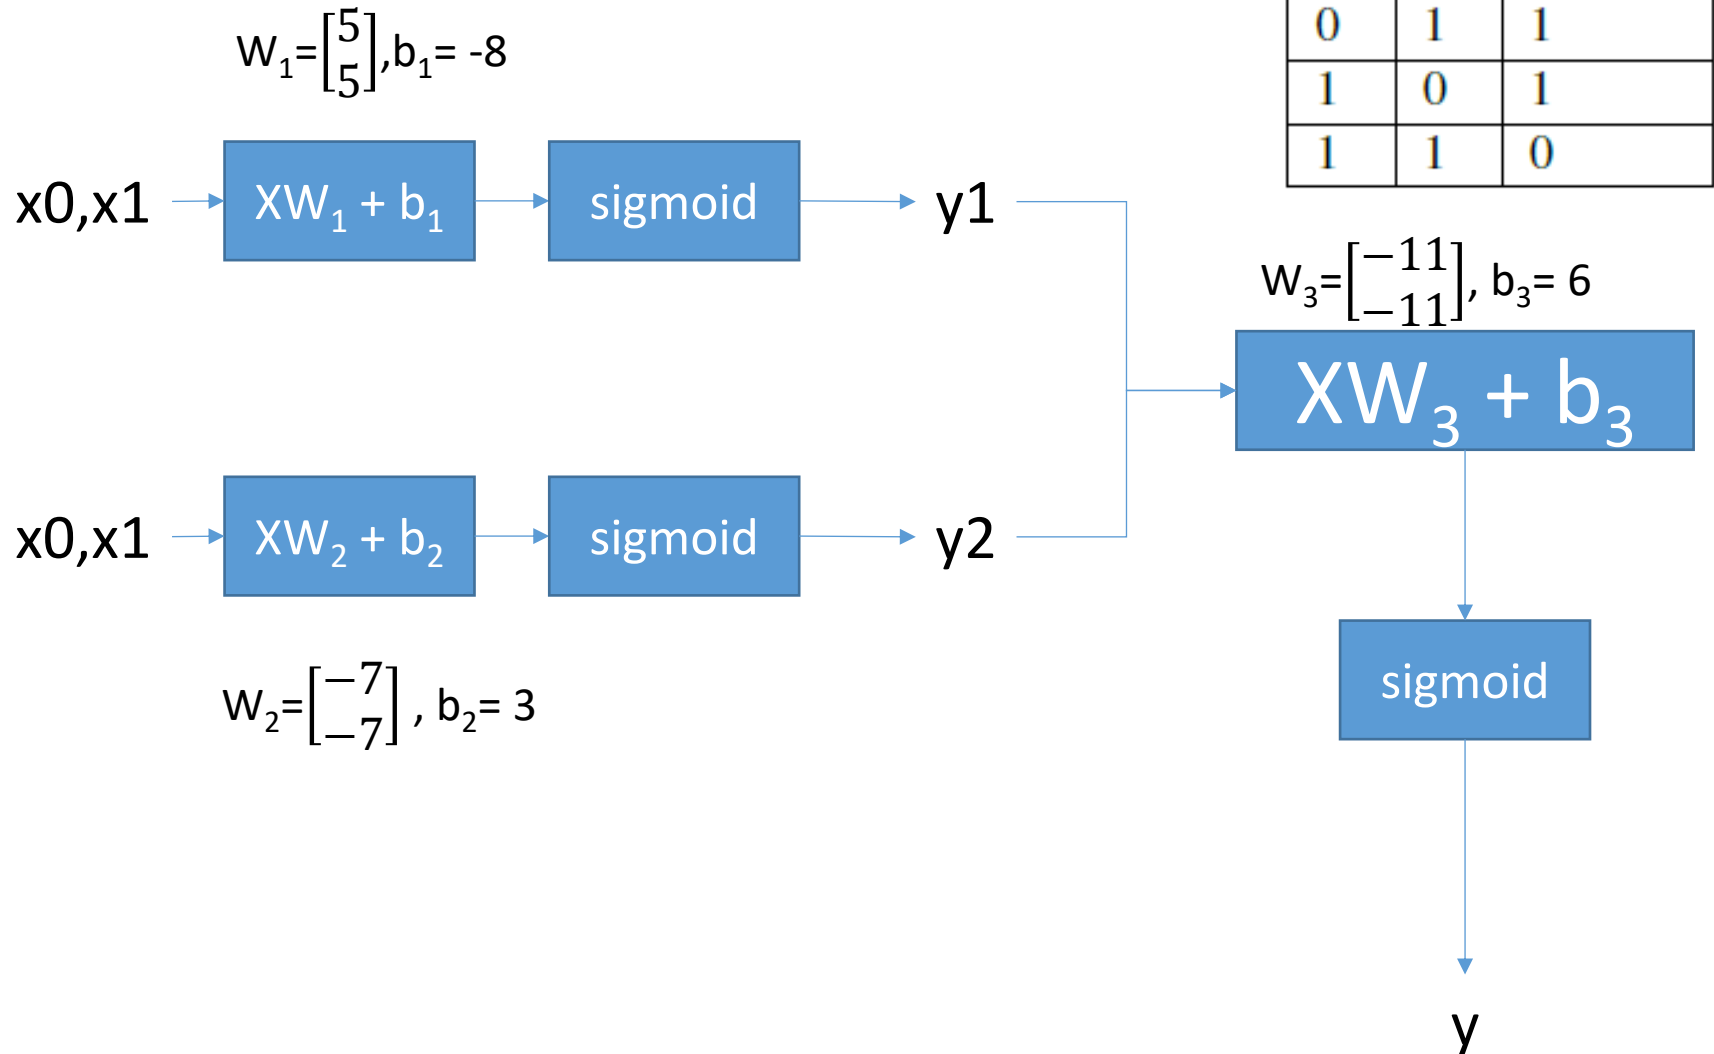 W₁=[5 5],b₁= -8
0 1 1
1 0 1
1 1 0
x0,x1
XW₁ + b₁
sigmoid
y1
W₃=[−11 −11], b₃= 6
XW₃ + b₃
x0,x1
XW₂ + b₂
sigmoid
y2
W₂=[−7 −7] , b₂= 3
sigmoid
y